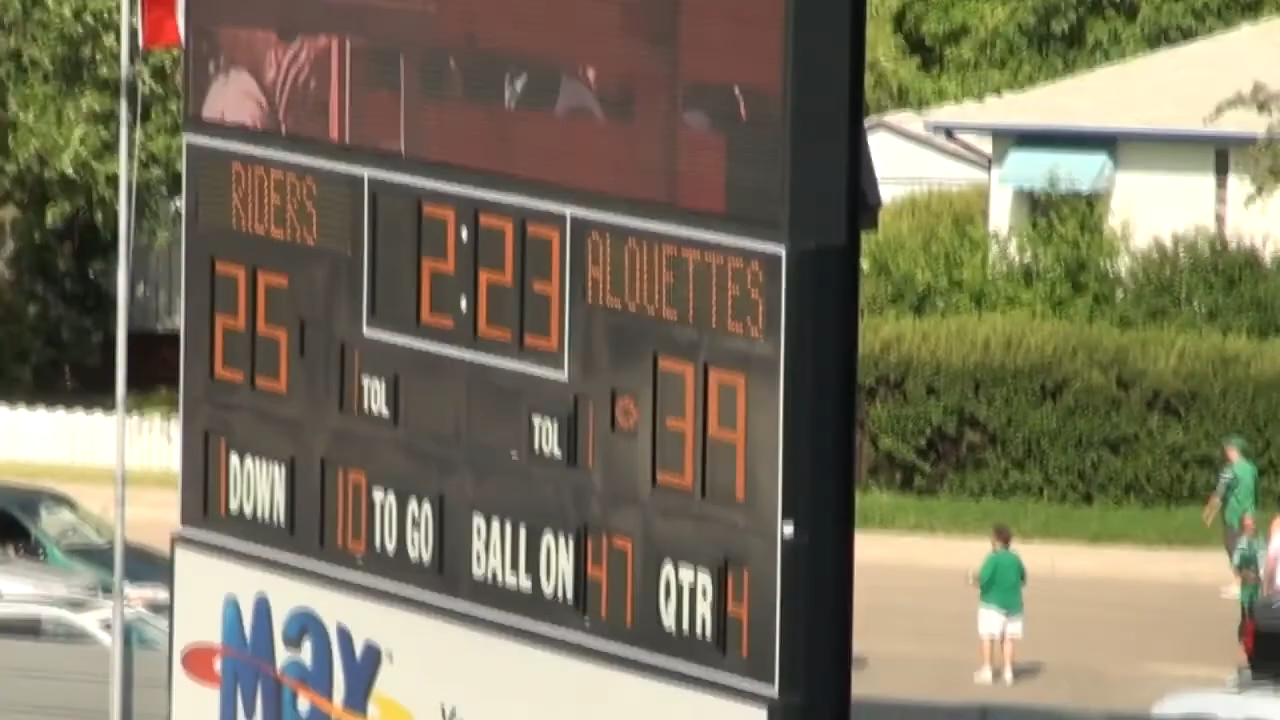 RIDERS 2:23 ALOUETTES
25 39
1 TOL TOL 1
1 DOWN 10 TO GO BALL ON 47 QTR 4
Max